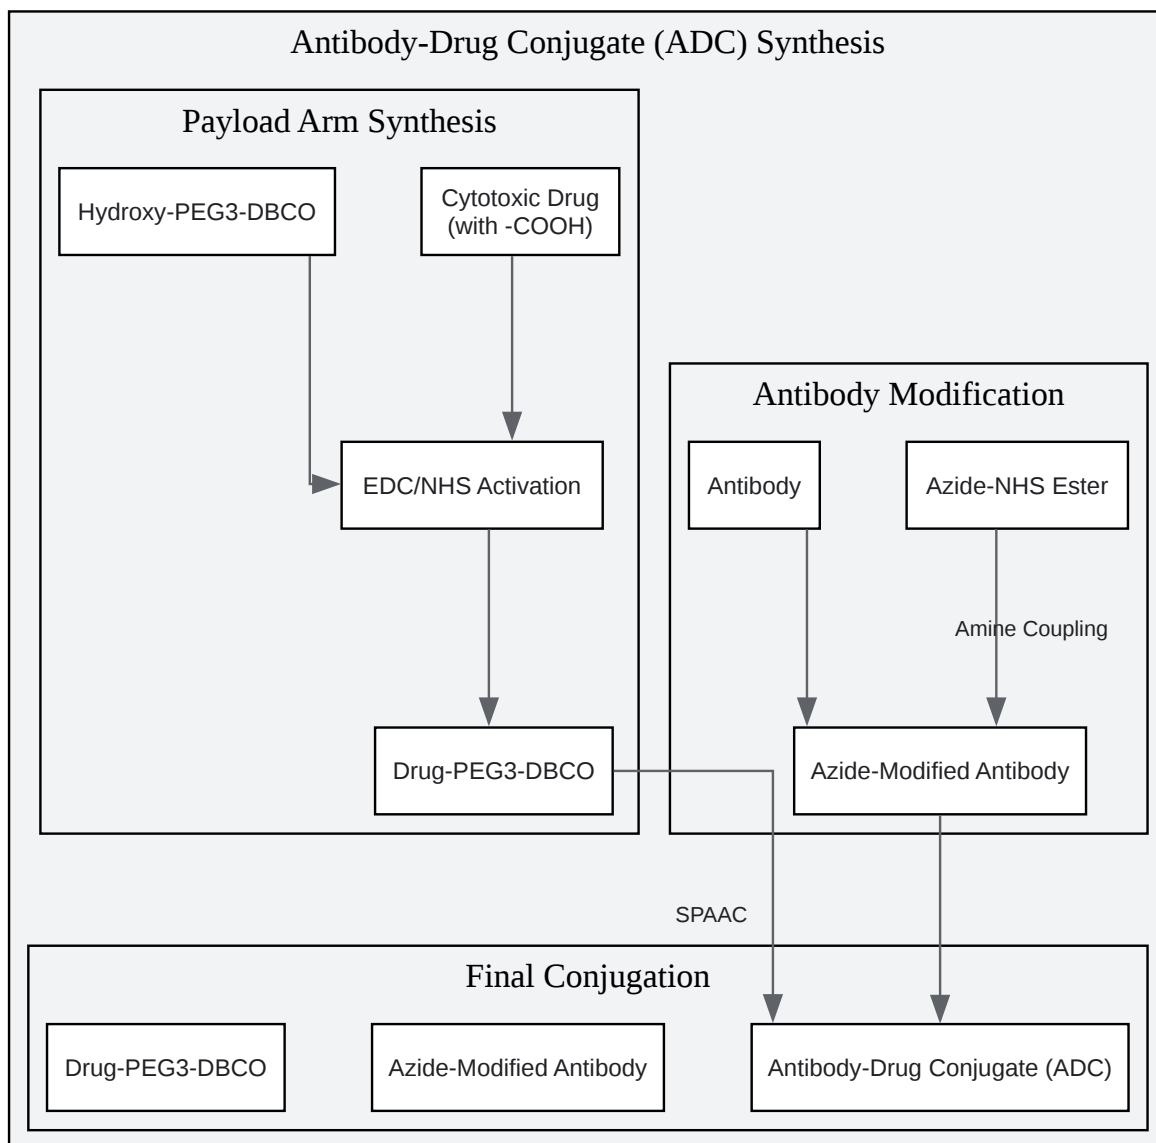 Antibody-Drug Conjugate (ADC) Synthesis
Payload Arm Synthesis
Hydroxy-PEG3-DBCO
Cytotoxic Drug
(with -COOH)
EDC/NHS Activation
Drug-PEG3-DBCO
Antibody Modification
Antibody
Azide-NHS Ester
Amine Coupling
Azide-Modified Antibody
SPAAC
Final Conjugation
Drug-PEG3-DBCO
Azide-Modified Antibody
Antibody-Drug Conjugate (ADC)